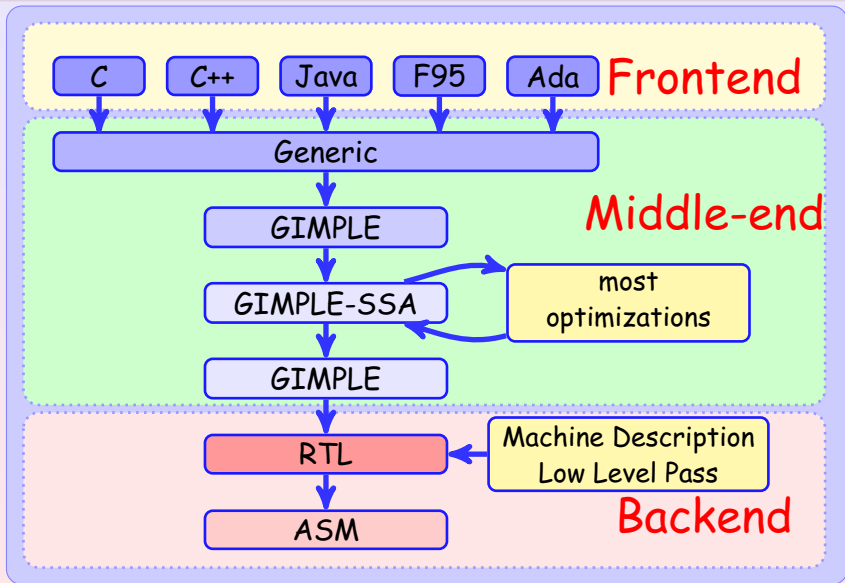 C
C++
Java
F95
Ada
Frontend
Generic
Middle-end
GIMPLE
GIMPLE-SSA
most
optimizations
GIMPLE
RTL
Machine Description
Low Level Pass
Backend
ASM